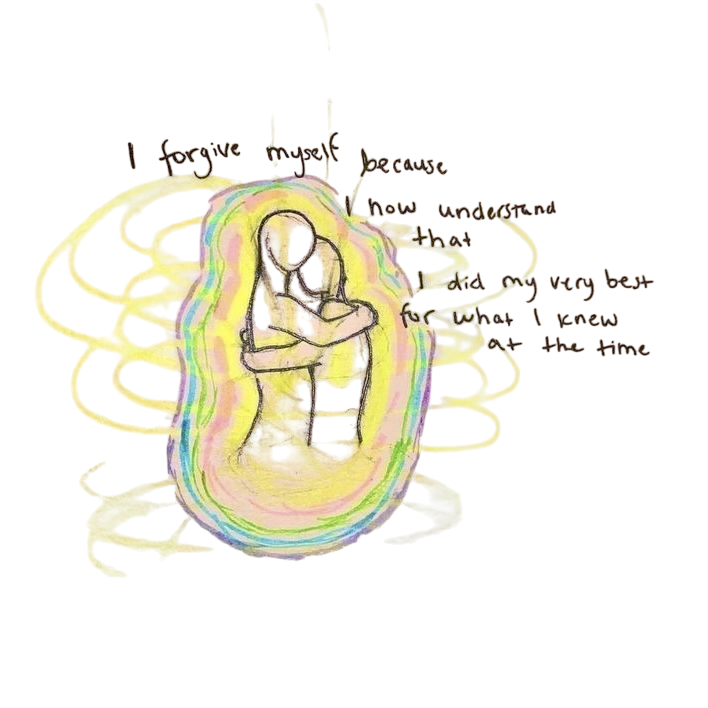 I forgive myself because
I now understand
that
I did my very best
for what I knew
at the time